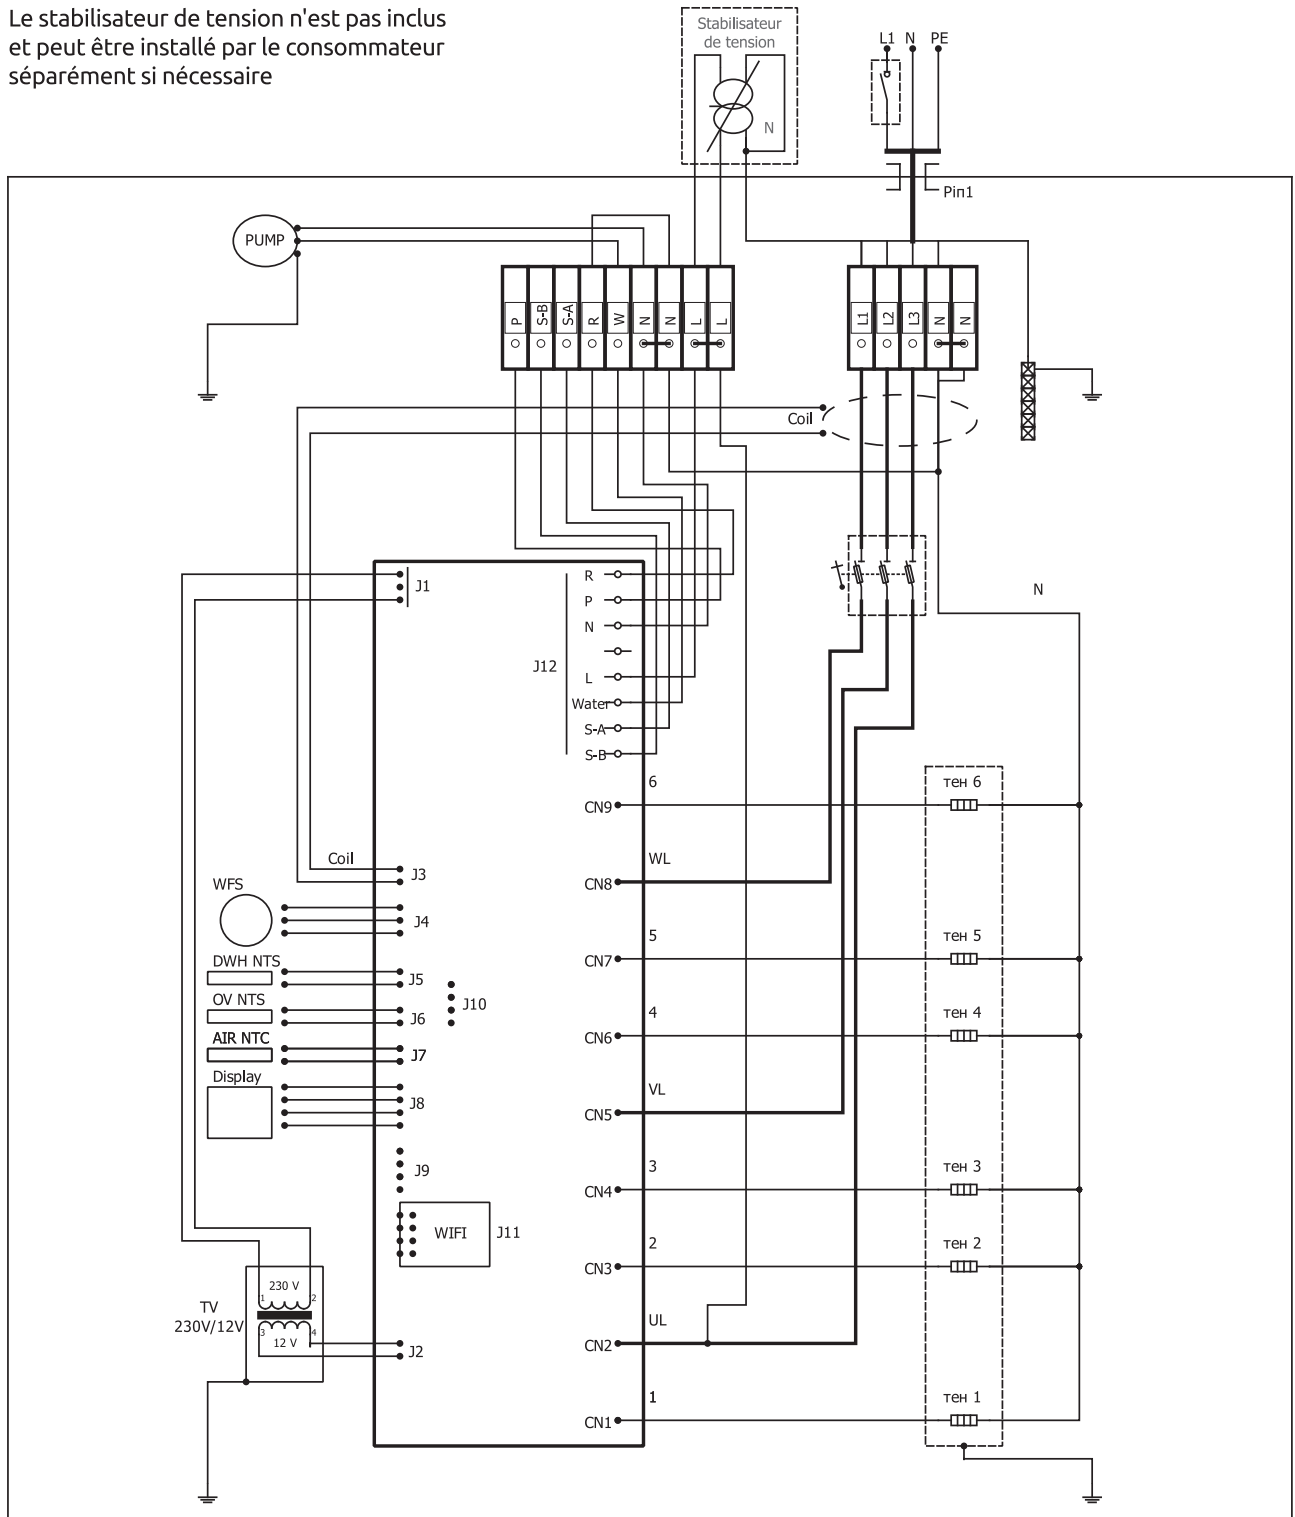 Le stabilisateur de tension n'est pas inclus
et peut être installé par le consommateur
séparément si nécessaire
Stabilisateur
de tension
N
L1 N PE
Pin1
PUMP
P
S-B
S-A
R
W
N
N
L
L
L1
L2
L3
N
N
Coil
J1
R
P
N
J12
L
Water
S-A
S-B
N
6
CN9
тен 6
Coil
J3
WL
CN8
WFS
J4
5
CN7
тен 5
DWH NTS
J5
J10
OV NTS
J6
4
CN6
тен 4
AIR NTC
J7
Display
J8
VL
CN5
J9
3
CN4
тен 3
WIFI
J11
2
CN3
тен 2
TV
230V/12V
230 V
1
2
3
4
12 V
J2
UL
CN2
1
CN1
тен 1